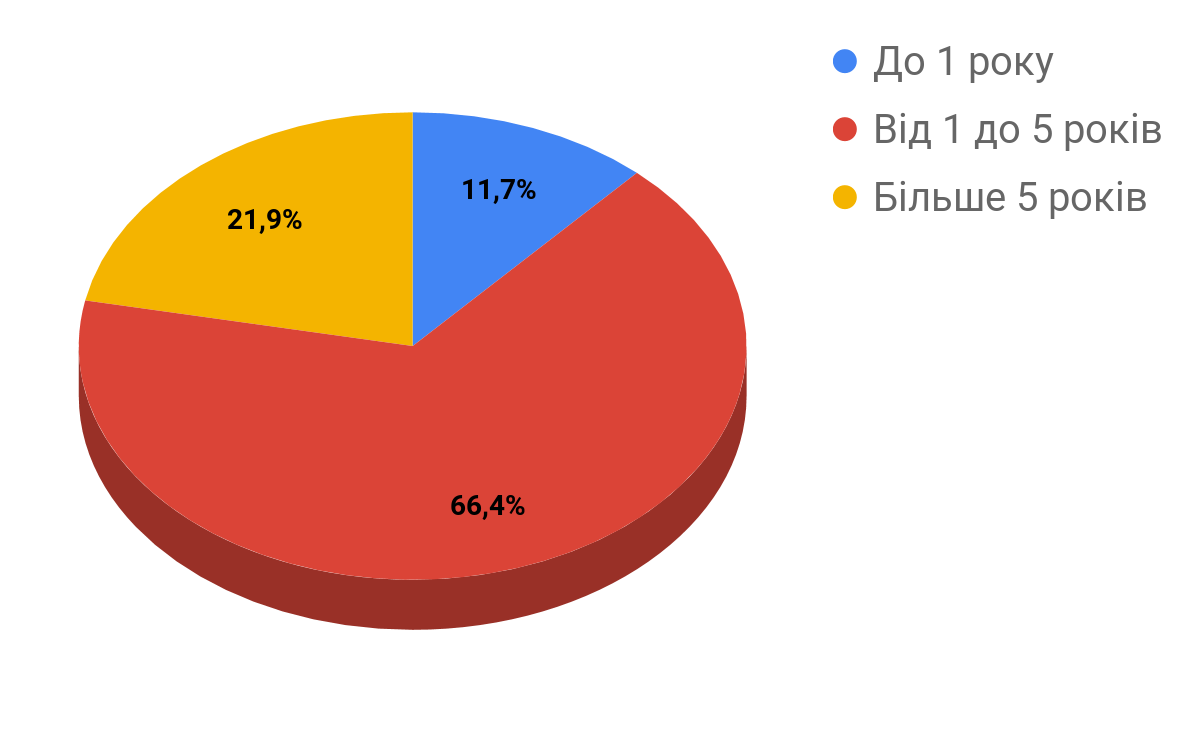 До 1 року
Від 1 до 5 років
Більше 5 років
11,7%
21,9%
66,4%